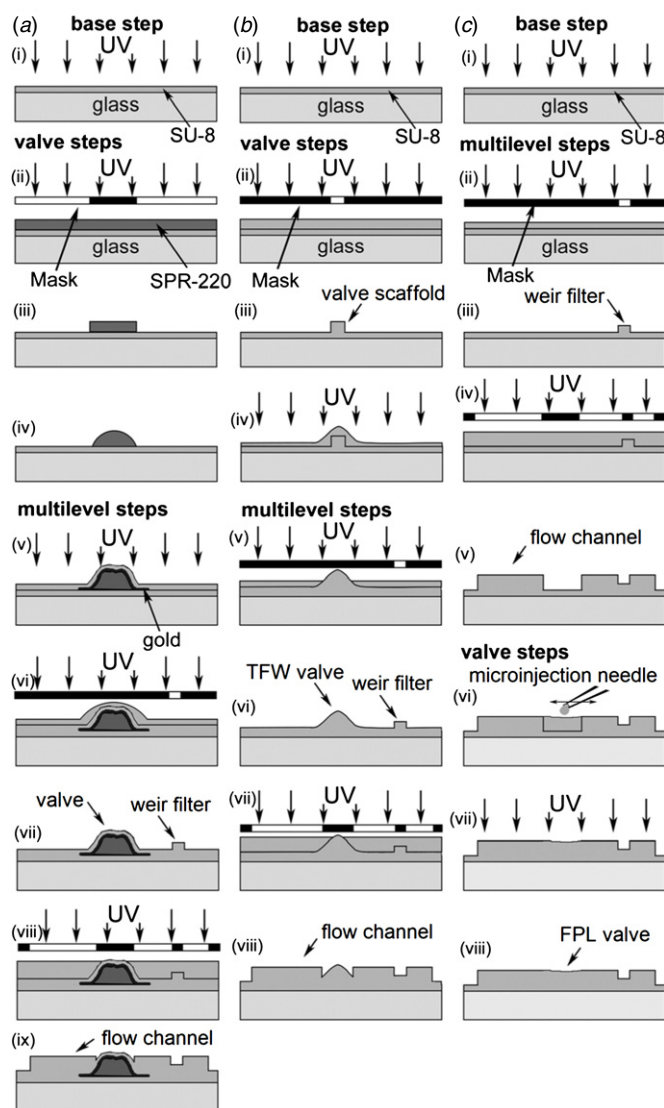 (a) base step
UV
(i)
glass
SU-8
valve steps
UV
(ii)
glass
Mask
SPR-220
(iii)
(iv)
multilevel steps
UV
(v)
gold
UV
(vi)
valve
weir filter
(vii)
UV
(viii)
flow channel
(ix)
(b) base step
UV
(i)
glass
SU-8
valve steps
UV
(ii)
glass
Mask
valve scaffold
(iii)
UV
(iv)
multilevel steps
UV
(v)
TFW valve
weir filter
(vi)
UV
(vii)
flow channel
(viii)
(c) base step
UV
(i)
glass
SU-8
multilevel steps
UV
(ii)
glass
Mask
weir filter
(iii)
UV
(iv)
flow channel
(v)
valve steps
microinjection needle
(vi)
UV
(vii)
FPL valve
(viii)